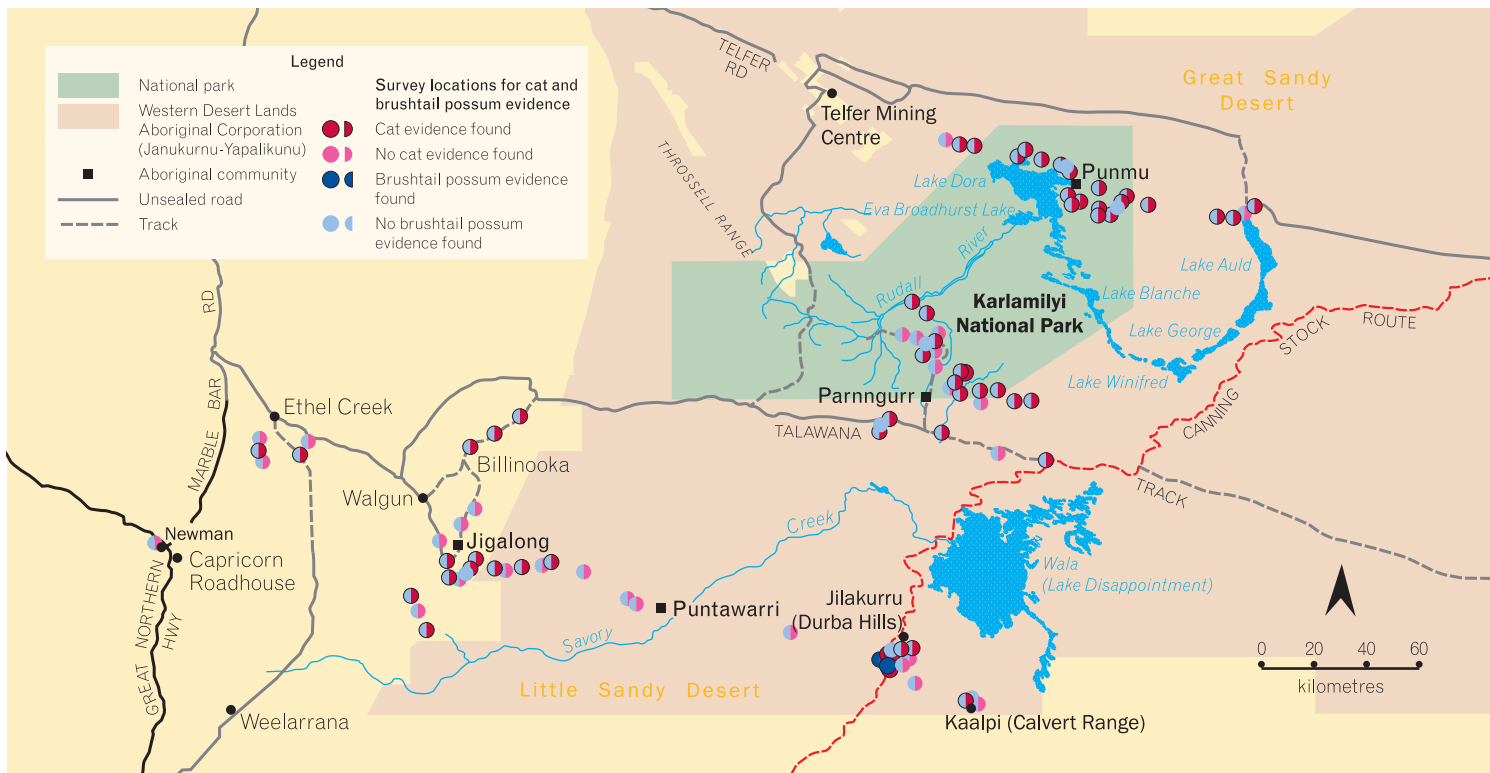 Legend
National park
Western Desert Lands
Aboriginal Corporation
(Janukurnu-Yapalikunu)
Aboriginal community
Unsealed road
Track
Survey locations for cat and
brushtail possum evidence
Cat evidence found
No cat evidence found
Brushtail possum evidence
found
No brushtail possum
evidence found
TELFER
RD
Telfer Mining
Centre
Great Sandy
Desert
THROSSELL RANGE
Lake Dora
Punmu
Eva Broadhurst Lake
River
Rudall
Lake Auld
Karlamilyi
National Park
Lake Blanche
Lake George
Lake Winifred
CANNING
STOCK
ROUTE
Parnngurr
TALAWANA
TRACK
RD
MARBLE BAR
Ethel Creek
Billinooka
Walgun
Newman
Capricorn
Roadhouse
Jigalong
Creek
Savory
Puntawarri
Wala
(Lake Disappointment)
Jilakurru
(Durba Hills)
GREAT NORTHERN
HWY
Weelarrana
Little Sandy Desert
Kaalpi (Calvert Range)
0 20 40 60
kilometres